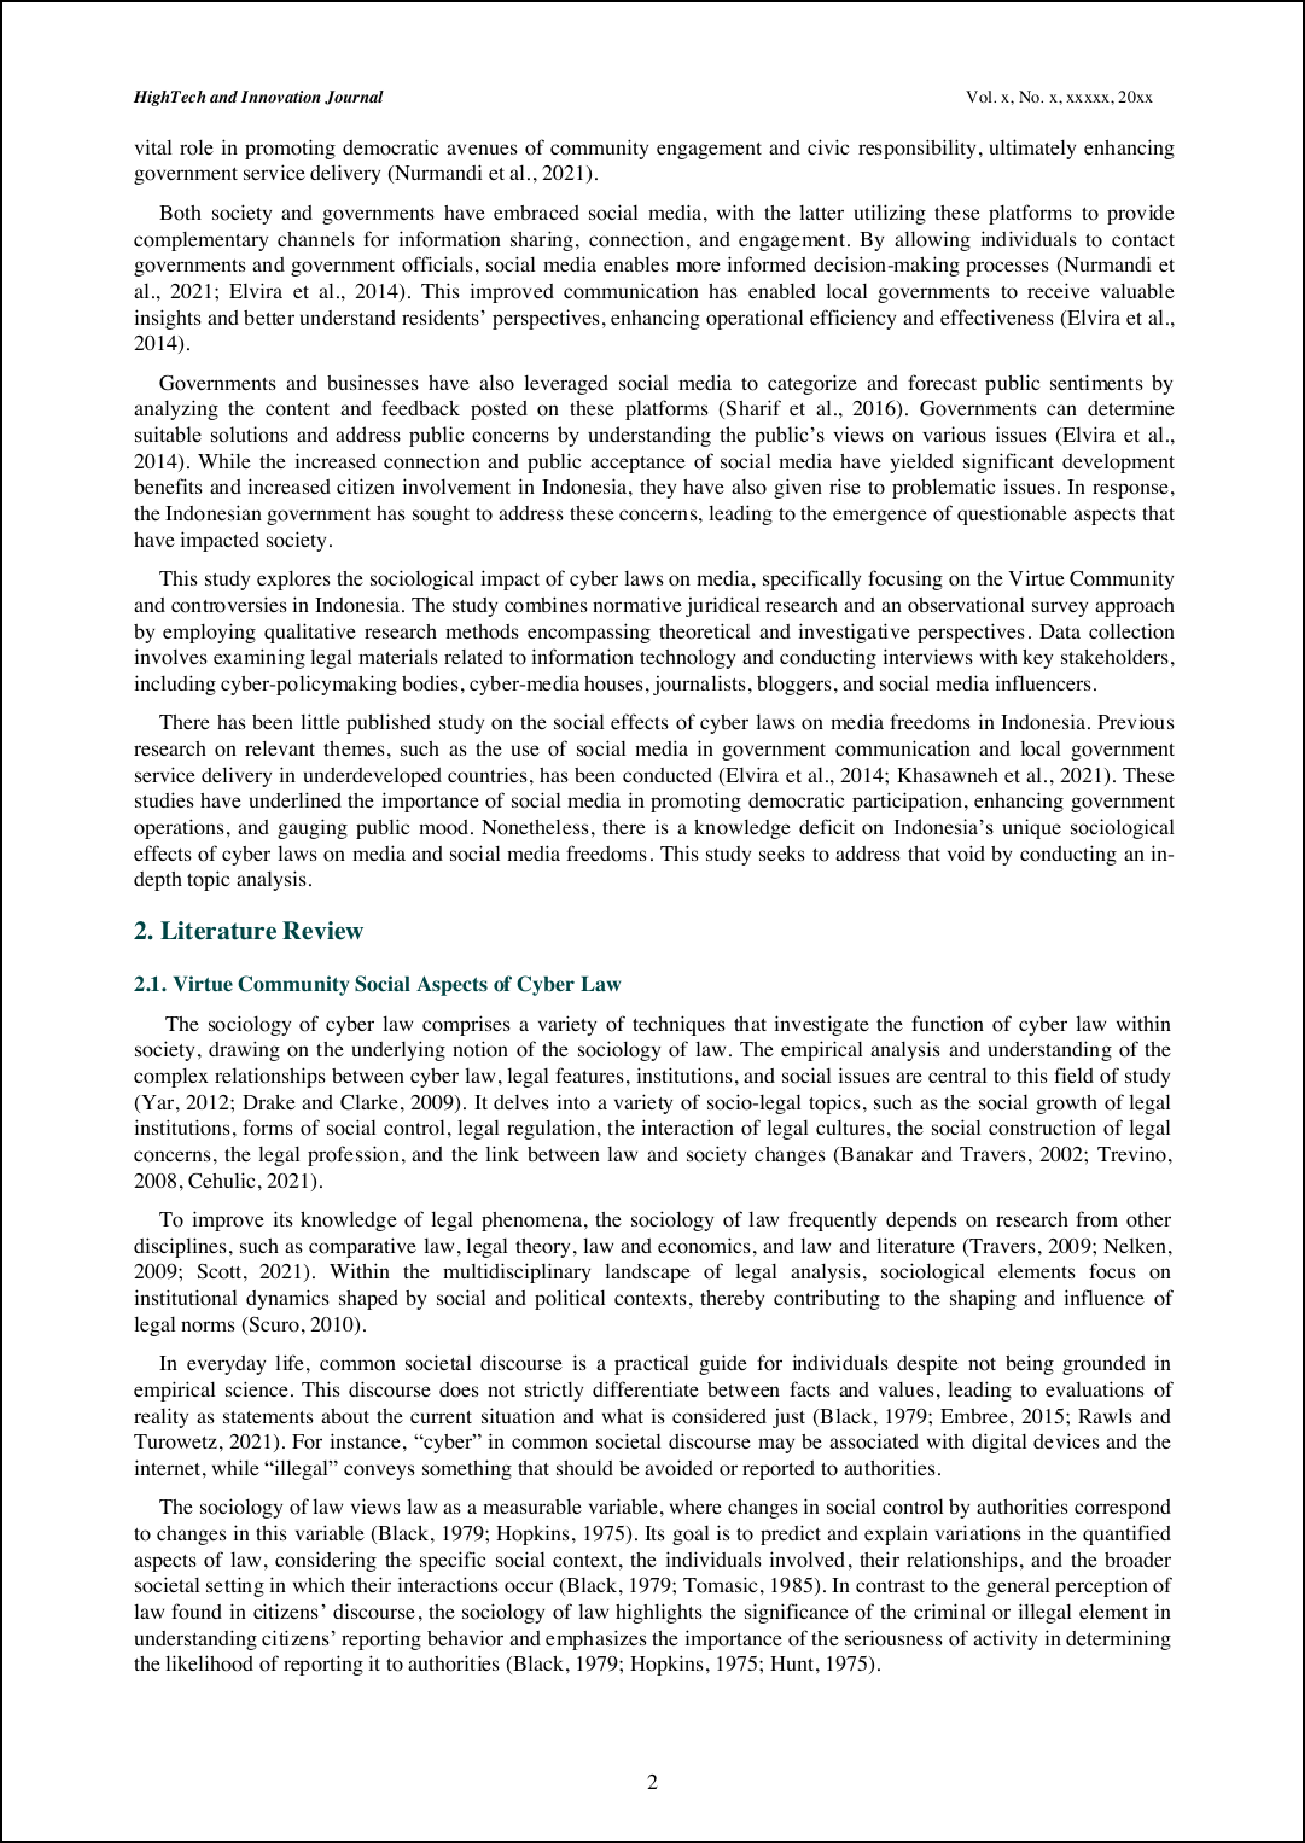 HighTech and Innovation Journal
Vol. x, No. x, xxxxx, 20xx
vital role in promoting democratic avenues of community engagement and civic responsibility, ultimately enhancing
government service delivery (Nurmandi et al., 2021).
Both society and governments have embraced social media, with the latter utilizing these platforms to provide
complementary channels for information sharing, connection, and engagement. By allowing individuals to contact
governments and government officials, social media enables more informed decision-making processes (Nurmandi et
al., 2021; Elvira et al., 2014). This improved communication has enabled local governments to receive valuable
insights and better understand residents’ perspectives, enhancing operational efficiency and effectiveness (Elvira et al.,
2014).
Governments and businesses have also leveraged social media to categorize and forecast public sentiments by
analyzing the content and feedback posted on these platforms (Sharif et al., 2016). Governments can determine
suitable solutions and address public concerns by understanding the public’s views on various issues (Elvira et al.,
2014). While the increased connection and public acceptance of social media have yielded significant development
benefits and increased citizen involvement in Indonesia, they have also given rise to problematic issues. In response,
the Indonesian government has sought to address these concerns, leading to the emergence of questionable aspects that
have impacted society.
This study explores the sociological impact of cyber laws on media, specifically focusing on the Virtue Community
and controversies in Indonesia. The study combines normative juridical research and an observational survey approach
by employing qualitative research methods encompassing theoretical and investigative perspectives. Data collection
involves examining legal materials related to information technology and conducting interviews with key stakeholders,
including cyber-policymaking bodies, cyber-media houses, journalists, bloggers, and social media influencers.
There has been little published study on the social effects of cyber laws on media freedoms in Indonesia. Previous
research on relevant themes, such as the use of social media in government communication and local government
service delivery in underdeveloped countries, has been conducted (Elvira et al., 2014; Khasawneh et al., 2021). These
studies have underlined the importance of social media in promoting democratic participation, enhancing government
operations, and gauging public mood. Nonetheless, there is a knowledge deficit on Indonesia’s unique sociological
effects of cyber laws on media and social media freedoms. This study seeks to address that void by conducting an in-
depth topic analysis.
2. Literature Review
2.1. Virtue Community Social Aspects of Cyber Law
The sociology of cyber law comprises a variety of techniques that investigate the function of cyber law within
society, drawing on the underlying notion of the sociology of law. The empirical analysis and understanding of the
complex relationships between cyber law, legal features, institutions, and social issues are central to this field of study
(Yar, 2012; Drake and Clarke, 2009). It delves into a variety of socio-legal topics, such as the social growth of legal
institutions, forms of social control, legal regulation, the interaction of legal cultures, the social construction of legal
concerns, the legal profession, and the link between law and society changes (Banakar and Travers, 2002; Trevino,
2008, Cehulic, 2021).
To improve its knowledge of legal phenomena, the sociology of law frequently depends on research from other
disciplines, such as comparative law, legal theory, law and economics, and law and literature (Travers, 2009; Nelken,
2009; Scott, 2021). Within the multidisciplinary landscape of legal analysis, sociological elements focus on
institutional dynamics shaped by social and political contexts, thereby contributing to the shaping and influence of
legal norms (Scuro, 2010).
In everyday life, common societal discourse is a practical guide for individuals despite not being grounded in
empirical science. This discourse does not strictly differentiate between facts and values, leading to evaluations of
reality as statements about the current situation and what is considered just (Black, 1979; Embree, 2015; Rawls and
Turowetz, 2021). For instance, “cyber” in common societal discourse may be associated with digital devices and the
internet, while “illegal” conveys something that should be avoided or reported to authorities.
The sociology of law views law as a measurable variable, where changes in social control by authorities correspond
to changes in this variable (Black, 1979; Hopkins, 1975). Its goal is to predict and explain variations in the quantified
aspects of law, considering the specific social context, the individuals involved, their relationships, and the broader
societal setting in which their interactions occur (Black, 1979; Tomasic, 1985). In contrast to the general perception of
law found in citizens’ discourse, the sociology of law highlights the significance of the criminal or illegal element in
understanding citizens’ reporting behavior and emphasizes the importance of the seriousness of activity in determining
the likelihood of reporting it to authorities (Black, 1979; Hopkins, 1975; Hunt, 1975).
2